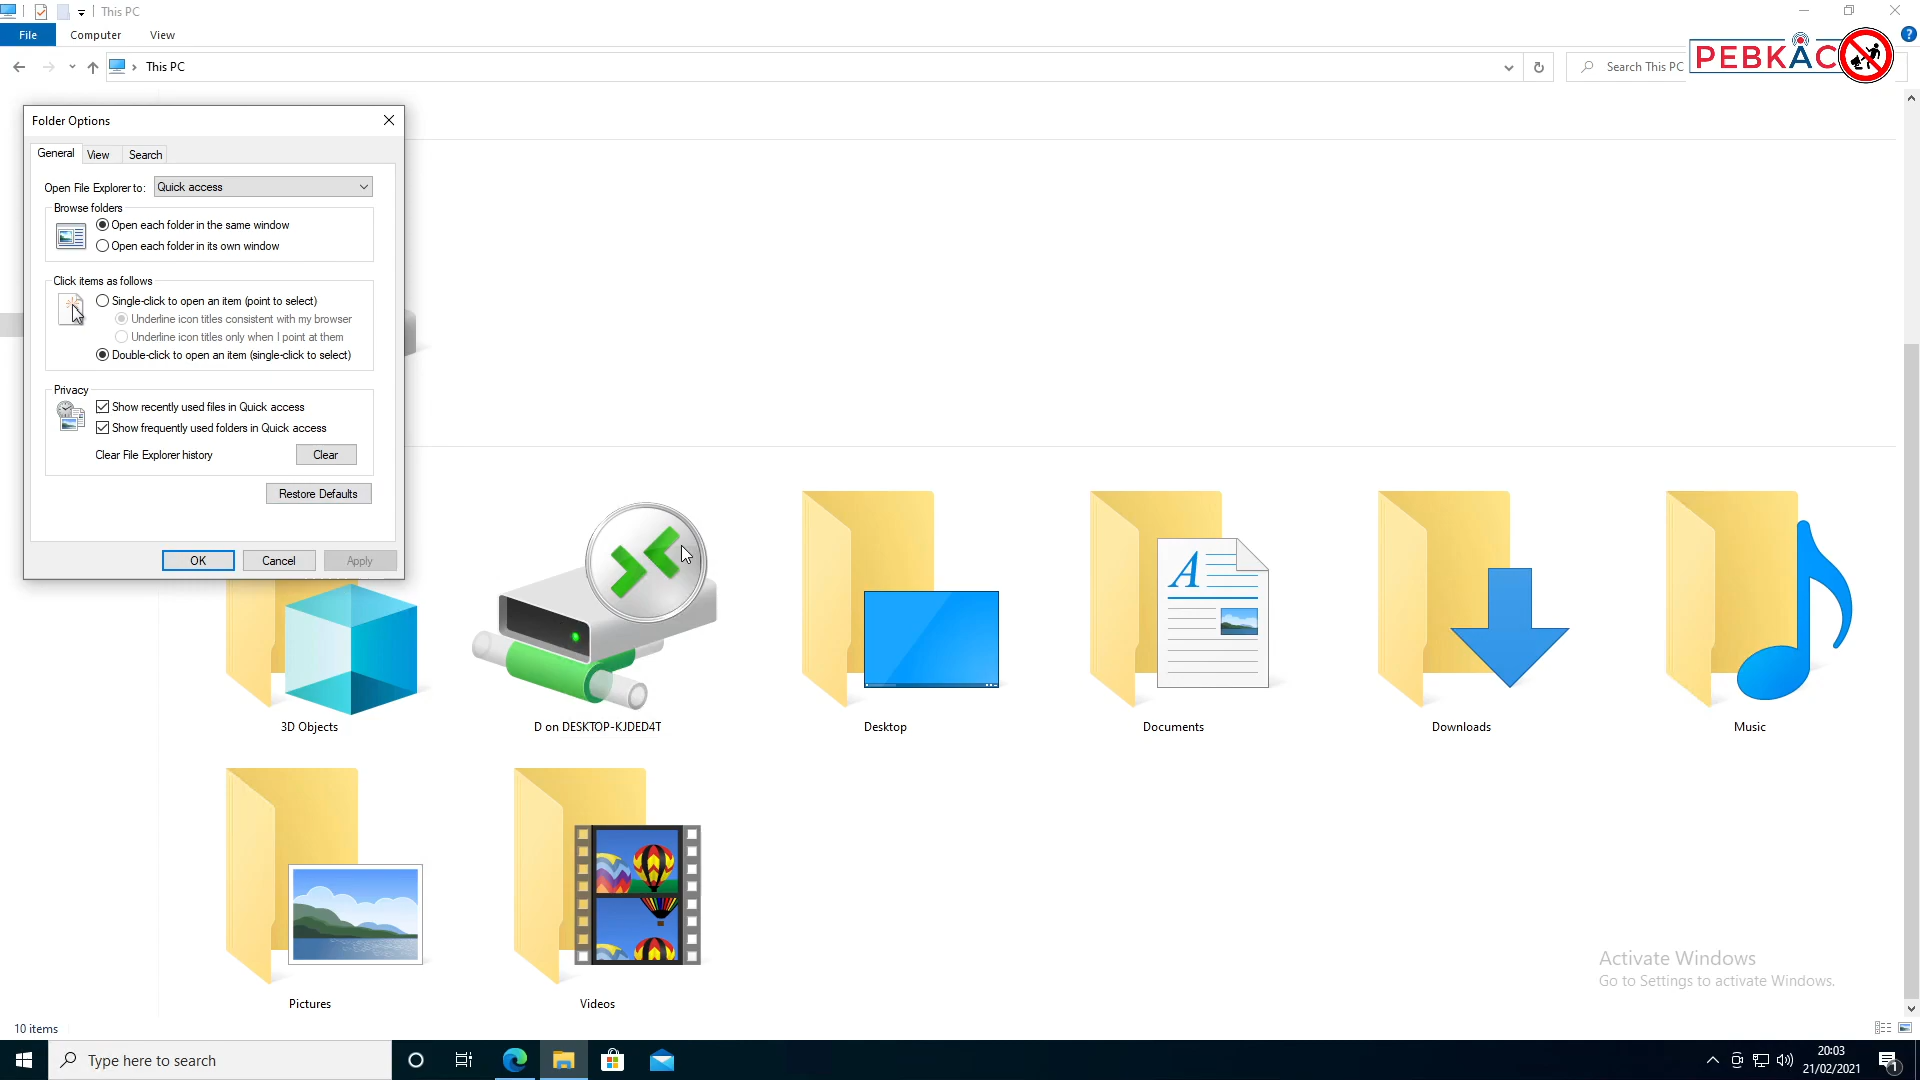 This PC
File
Computer
View
This PC
Search This PC
PEBKAC
?
Folder Options
General
View
Search
Open File Explorer to:
Quick access
Browse folders
Open each folder in the same window
Open each folder in its own window
Click items as follows
Single-click to open an item (point to select)
Underline icon titles consistent with my browser
Underline icon titles only when I point at them
Double-click to open an item (single-click to select)
Privacy
Show recently used files in Quick access
Show frequently used folders in Quick access
Clear File Explorer history
Clear
Restore Defaults
OK
Cancel
Apply
A
3D Objects
D on DESKTOP-KJDED4T
Desktop
Documents
Downloads
Music
Pictures
Videos
Activate Windows
Go to Settings to activate Windows.
10 items
Type here to search
20:03
21/02/2021
1